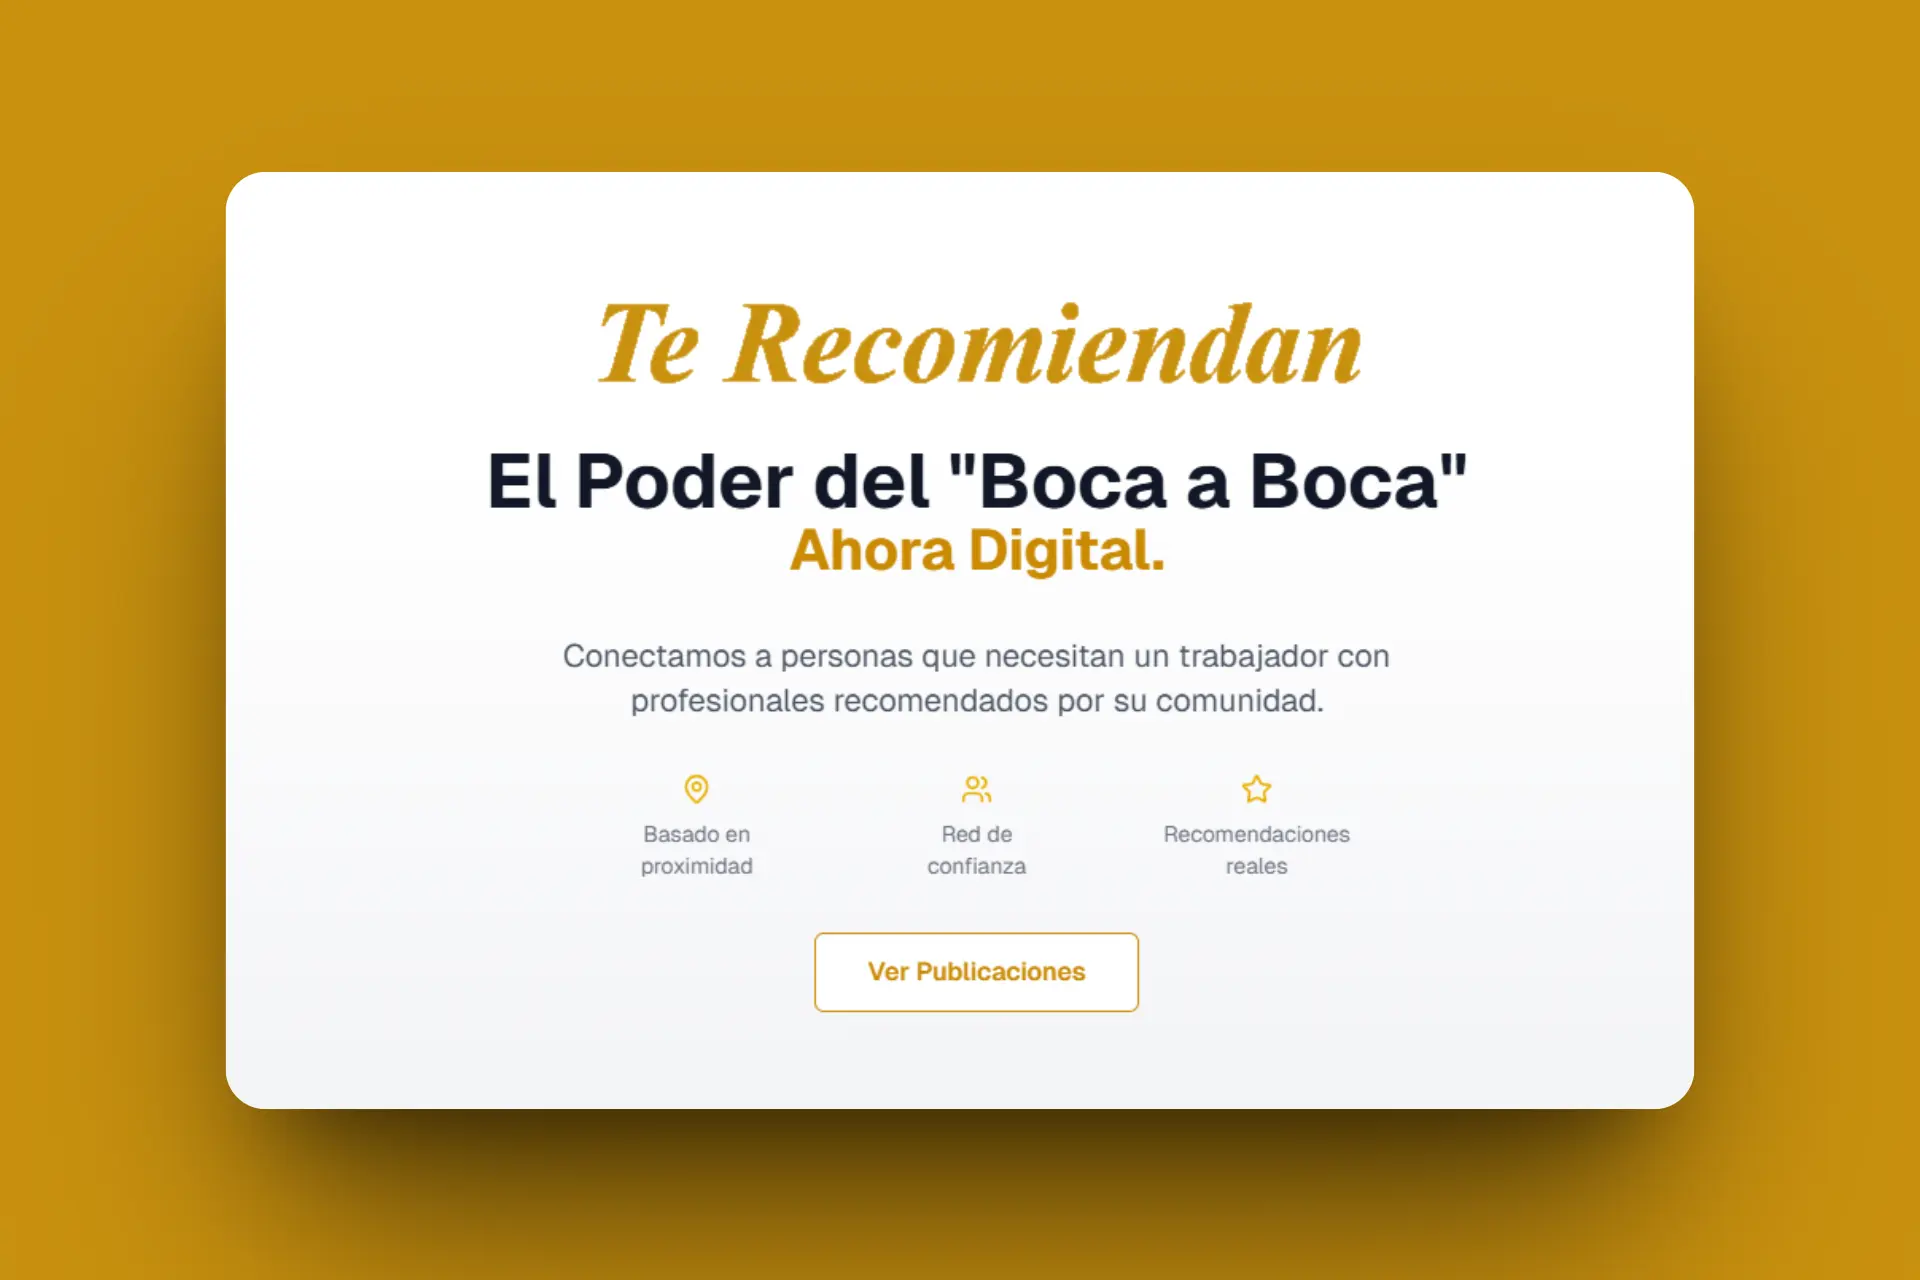 Te Recomiendan
El Poder del "Boca a Boca"
Ahora Digital.
Conectamos a personas que necesitan un trabajador con
profesionales recomendados por su comunidad.
Basado en
proximidad
Red de
confianza
Recomendaciones
reales
Ver Publicaciones